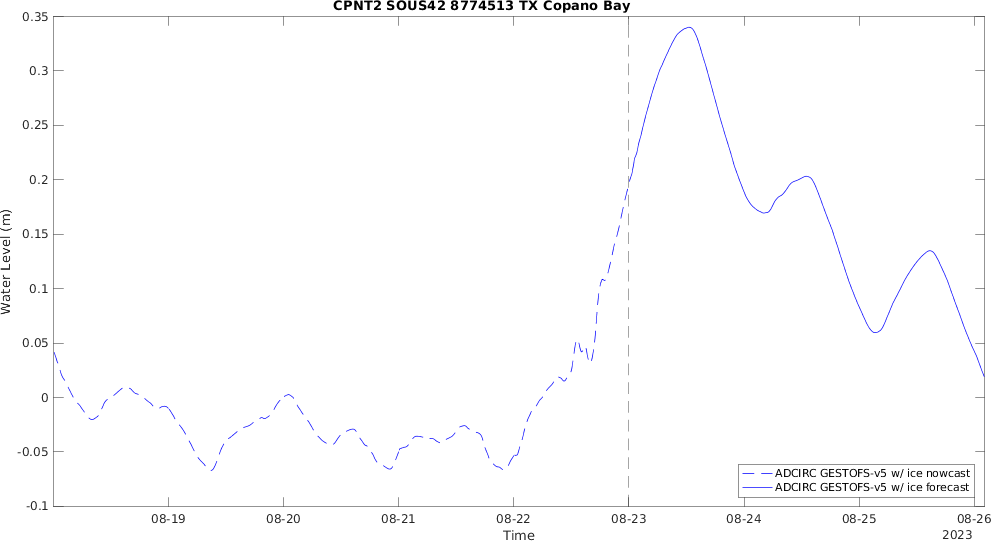 CPNT2 SOUS42 8774513 TX Copano Bay
0.35
0.3
0.25
0.2
0.15
0.1
0.05
0
-0.05
-0.1
Water Level (m)
ADCIRC GESTOFS-v5 w/ ice nowcast
ADCIRC GESTOFS-v5 w/ ice forecast
08-19 08-20 08-21 08-22 08-23 08-24 08-25 08-26
Time
2023